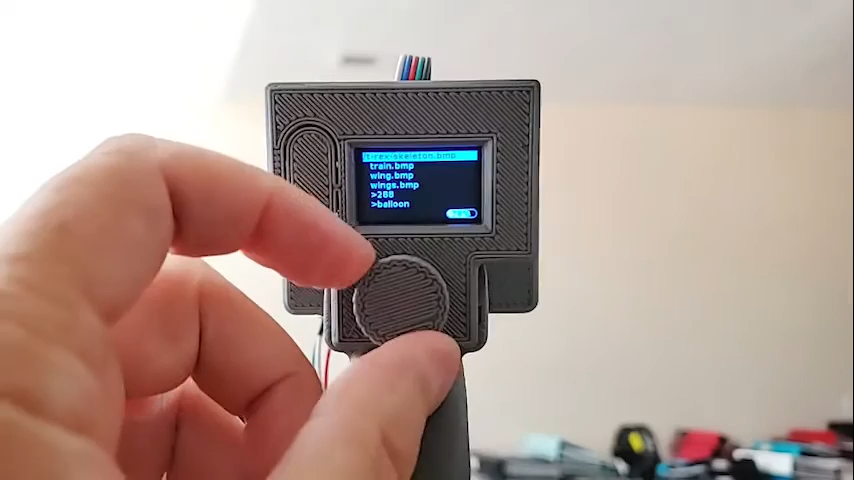 t-rex-skeleton.bmp
train.bmp
wing.bmp
wings.bmp
>288
>balloon